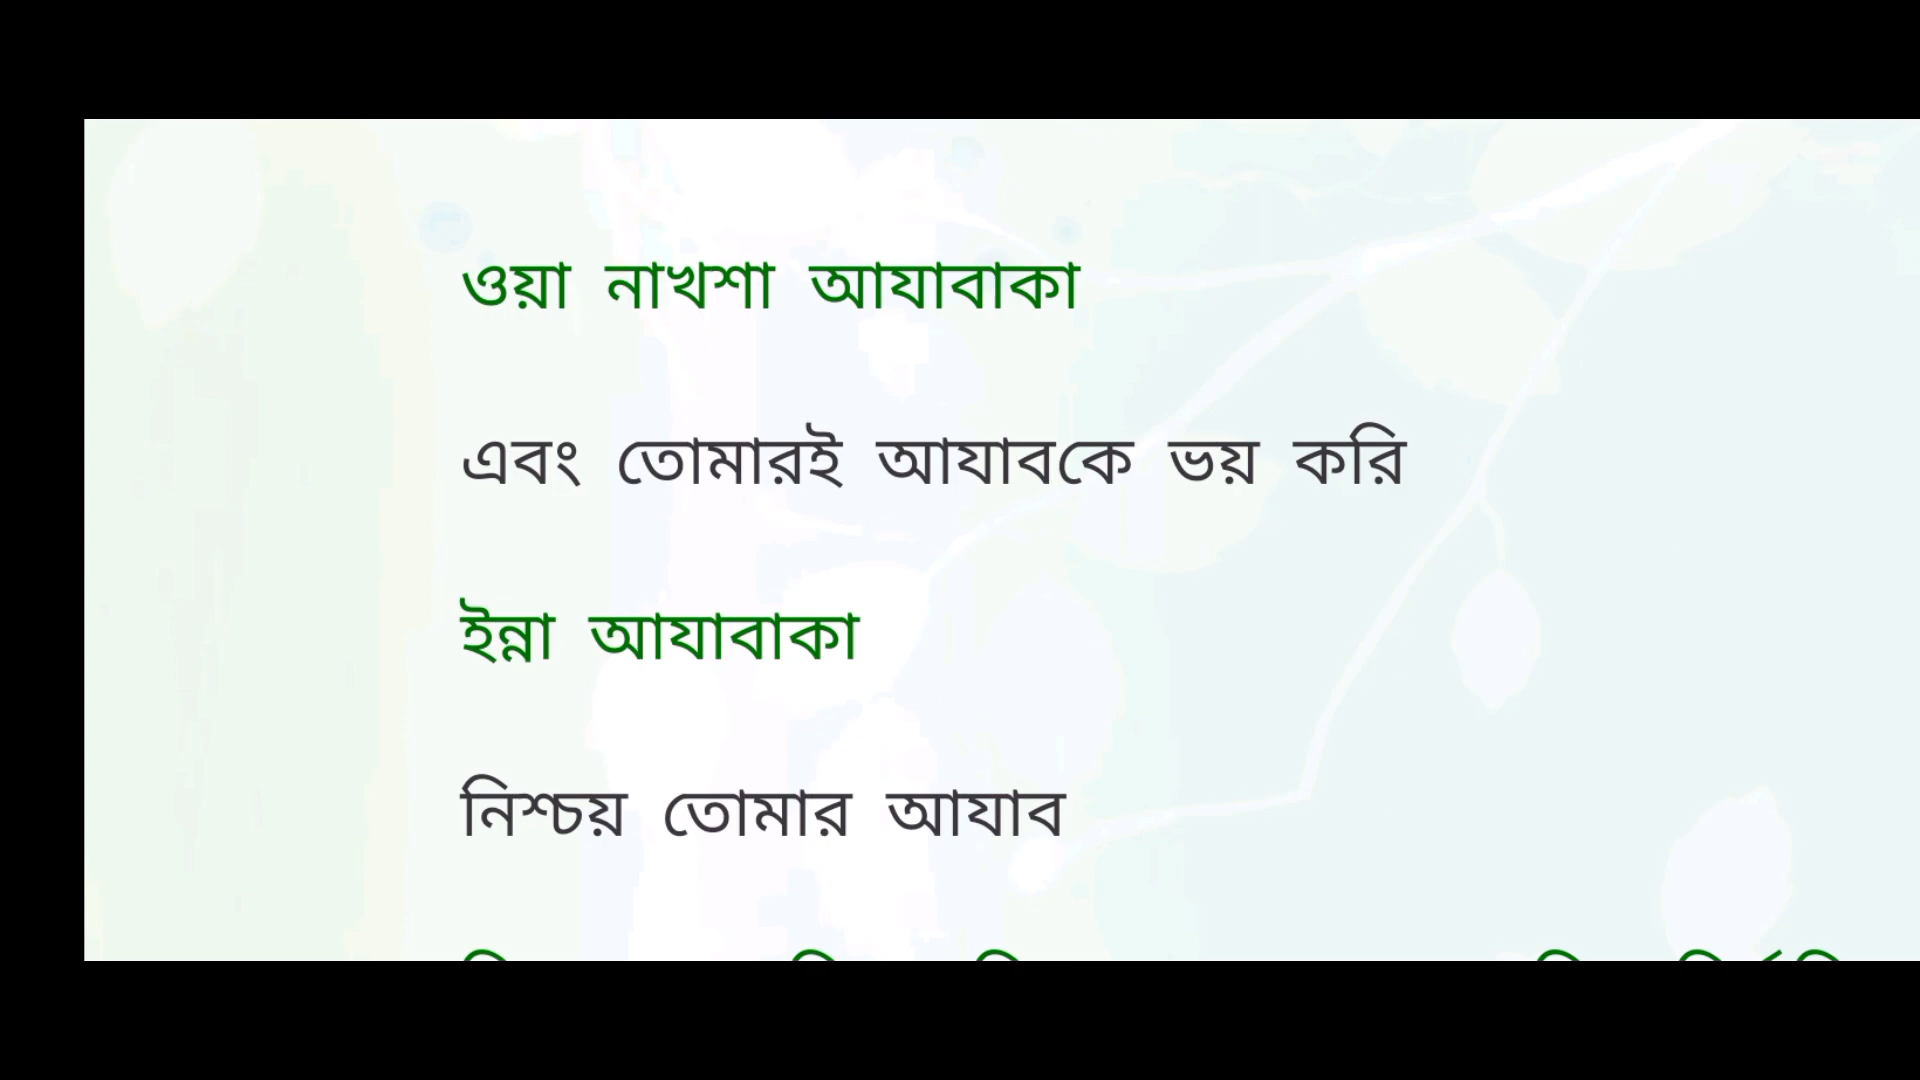 ওয়া নাখশা আযাবাকা
এবং তোমারই আযাবকে ভয় করি
ইন্না আযাবাকা
নিশ্চয় তোমার আযাব